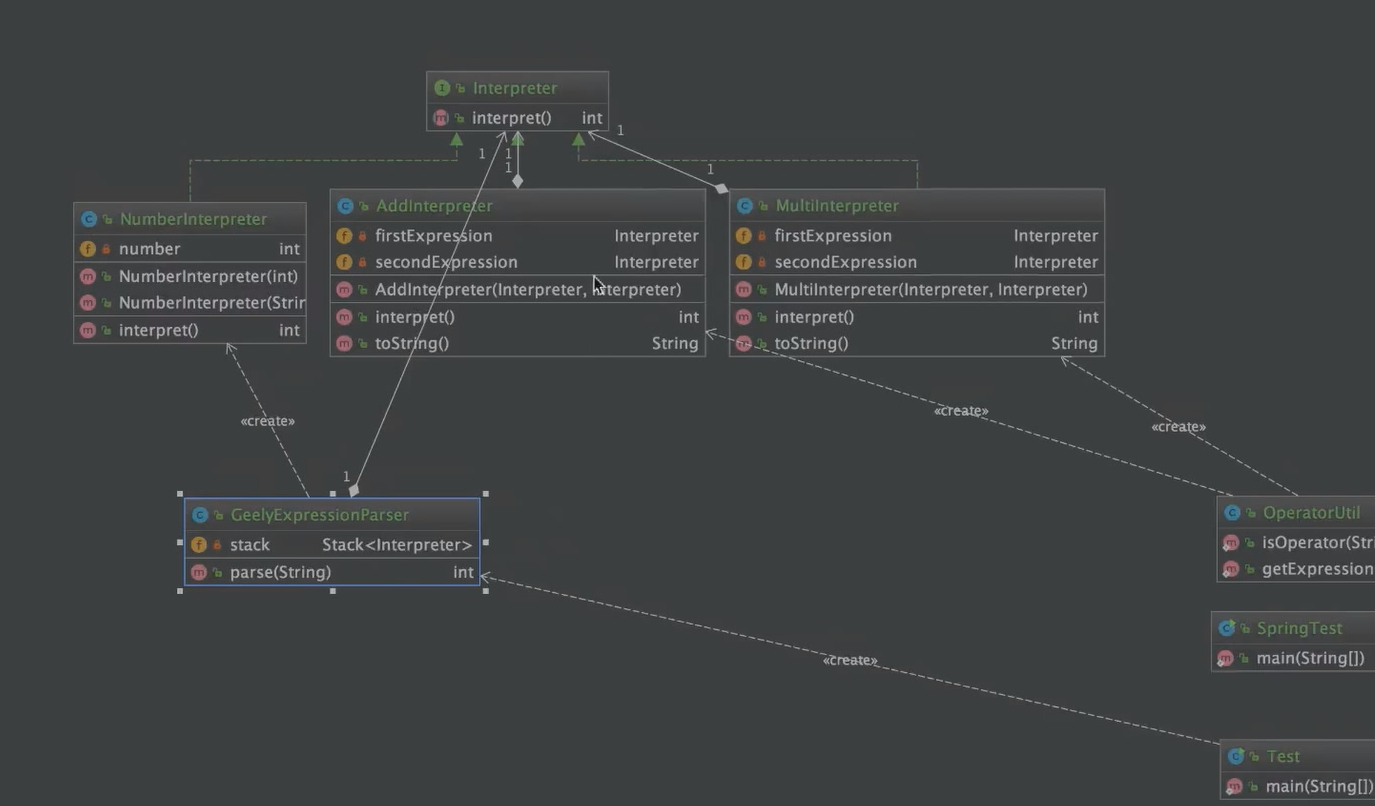 Interpreter
interpret() int
1
1
1
1
1
NumberInterpreter
number int
NumberInterpreter(int)
NumberInterpreter(Strin
interpret() int
AddInterpreter
firstExpression Interpreter
secondExpression Interpreter
AddInterpreter(Interpreter, Interpreter)
interpret() int
toString() String
MultiInterpreter
firstExpression Interpreter
secondExpression Interpreter
MultiInterpreter(Interpreter, Interpreter)
interpret() int
toString() String
«create»
«create»
«create»
1
GeelyExpressionParser
stack Stack<Interpreter>
parse(String) int
OperatorUtil
isOperator(Stri
getExpression
SpringTest
main(String[])
«create»
Test
main(String[])